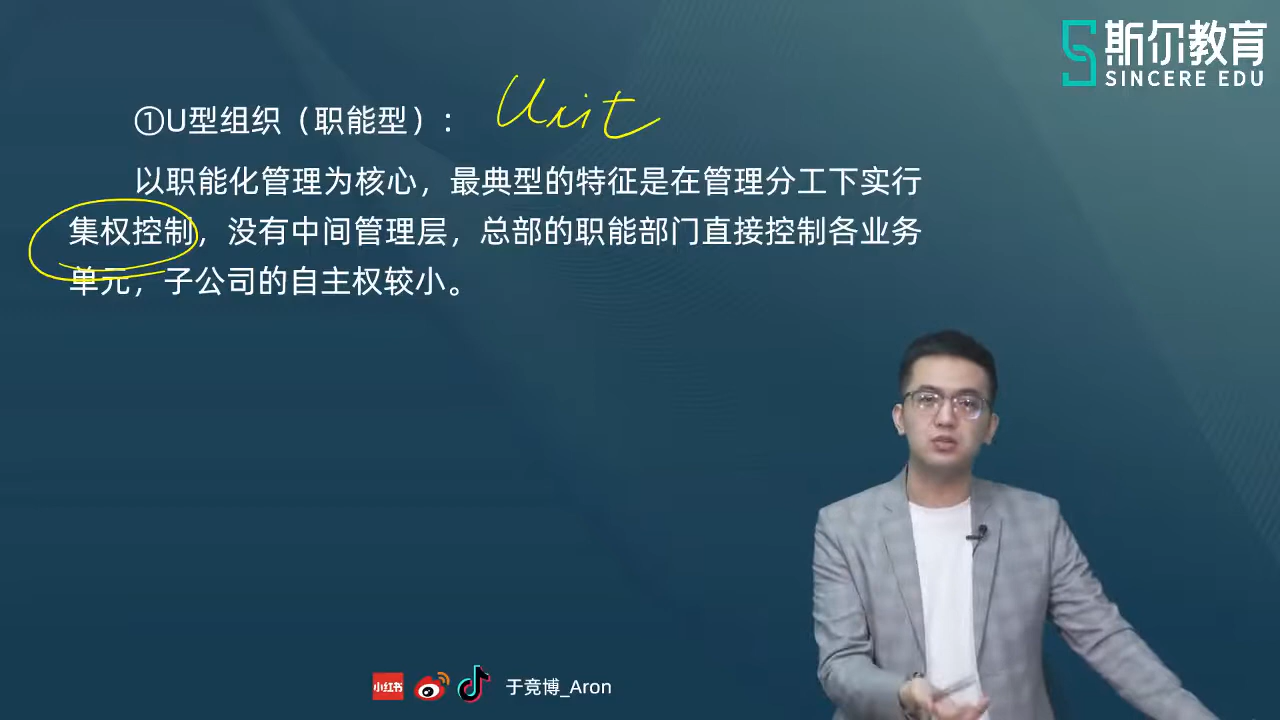 斯尔教育
SINCERE EDU
①U型组织（职能型）：
Unit
以职能化管理为核心，最典型的特征是在管理分工下实行
集权控制，没有中间管理层，总部的职能部门直接控制各业务
单元，子公司的自主权较小。
小红书
于竞博_Aron